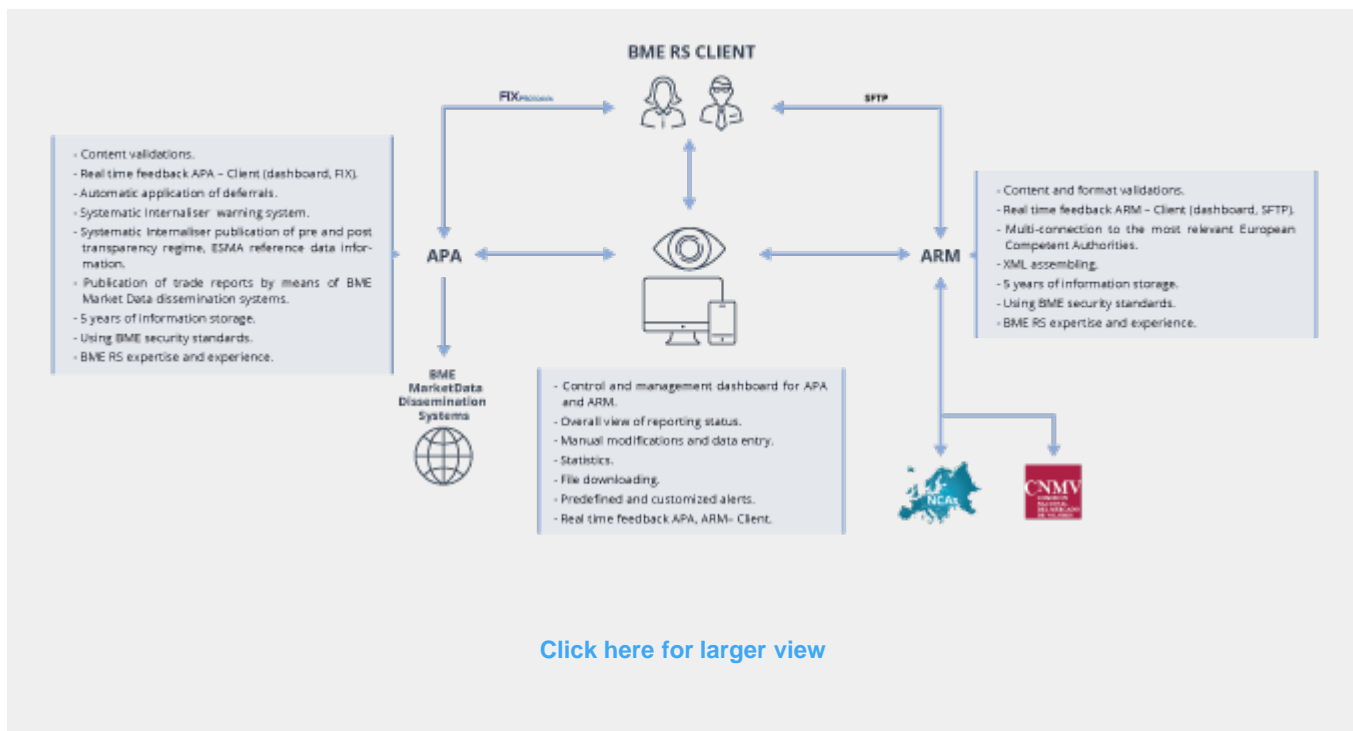 BME RS CLIENT
FIX PROTOCOL
SFTP
- Content validations.
- Real time feedback APA – Client (dashboard, FIX).
- Automatic application of deferrals.
- Systematic Internaliser warning system.
- Systematic Internaliser publication of pre and post
transparency regime, ESMA reference data infor-
mation.
- Publication of trade reports by means of BME
Market Data dissemination systems.
- 5 years of information storage.
- Using BME security standards.
- BME RS expertise and experience.
APA
ARM
- Content and format validations.
- Real time feedback ARM – Client (dashboard, SFTP).
- Multi-connection to the most relevant European
Competent Authorities.
- XML assembling.
- 5 years of information storage.
- Using BME security standards.
- BME RS expertise and experience.
BME
MarketData
Dissemination
Systems
- Control and management dashboard for APA
and ARM.
- Overall view of reporting status.
- Manual modifications and data entry.
- Statistics.
- File downloading.
- Predefined and customized alerts.
- Real time feedback APA, ARM– Client.
NCAs
CNMV
COMISIÓN
NACIONAL
DEL MERCADO
DE VALORES
Click here for larger view